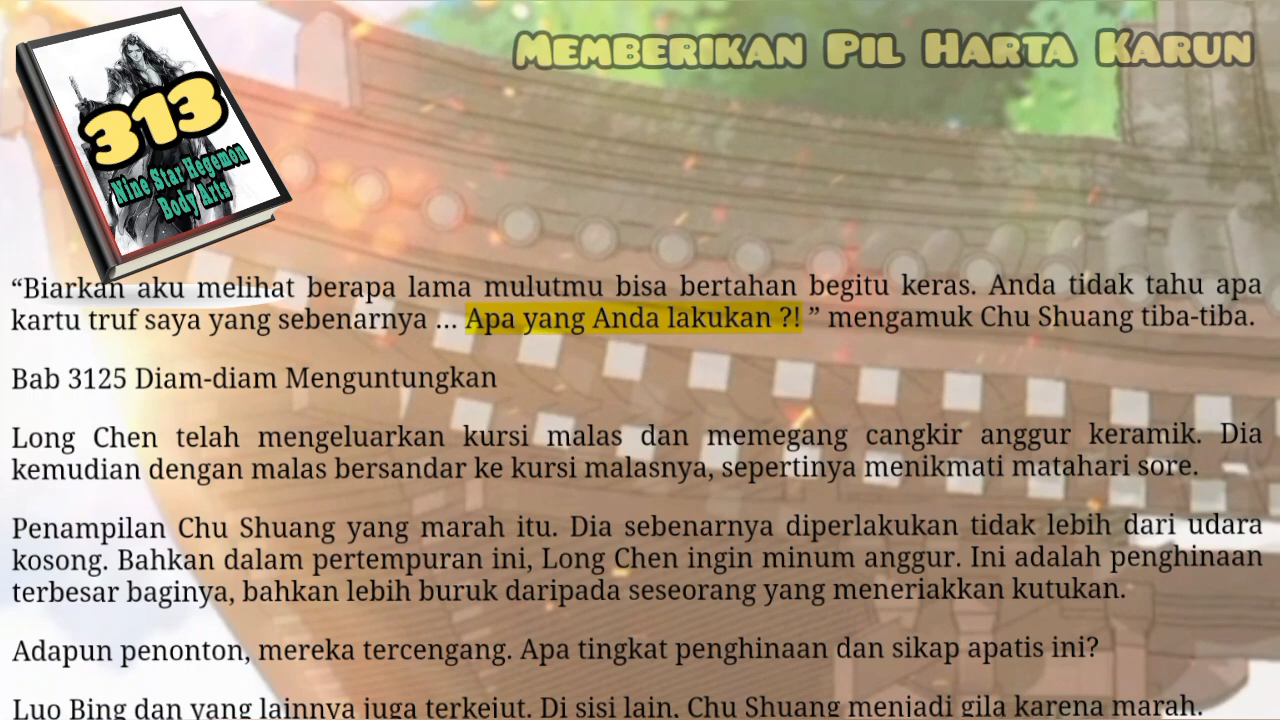 Memberikan Pil Harta Karun
313
Nine Star Hegemon
Body Arts
“Biarkan aku melihat berapa lama mulutmu bisa bertahan begitu keras. Anda tidak tahu apa
kartu truf saya yang sebenarnya ... Apa yang Anda lakukan ?! ” mengamuk Chu Shuang tiba-tiba.
Bab 3125 Diam-diam Menguntungkan
Long Chen telah mengeluarkan kursi malas dan memegang cangkir anggur keramik. Dia
kemudian dengan malas bersandar ke kursi malasnya, sepertinya menikmati matahari sore.
Penampilan Chu Shuang yang marah itu. Dia sebenarnya diperlakukan tidak lebih dari udara
kosong. Bahkan dalam pertempuran ini, Long Chen ingin minum anggur. Ini adalah penghinaan
terbesar baginya, bahkan lebih buruk daripada seseorang yang meneriakkan kutukan.
Adapun penonton, mereka tercengang. Apa tingkat penghinaan dan sikap apatis ini?
Luo Bing dan yang lainnya juga terkejut. Di sisi lain, Chu Shuang menjadi gila karena marah.